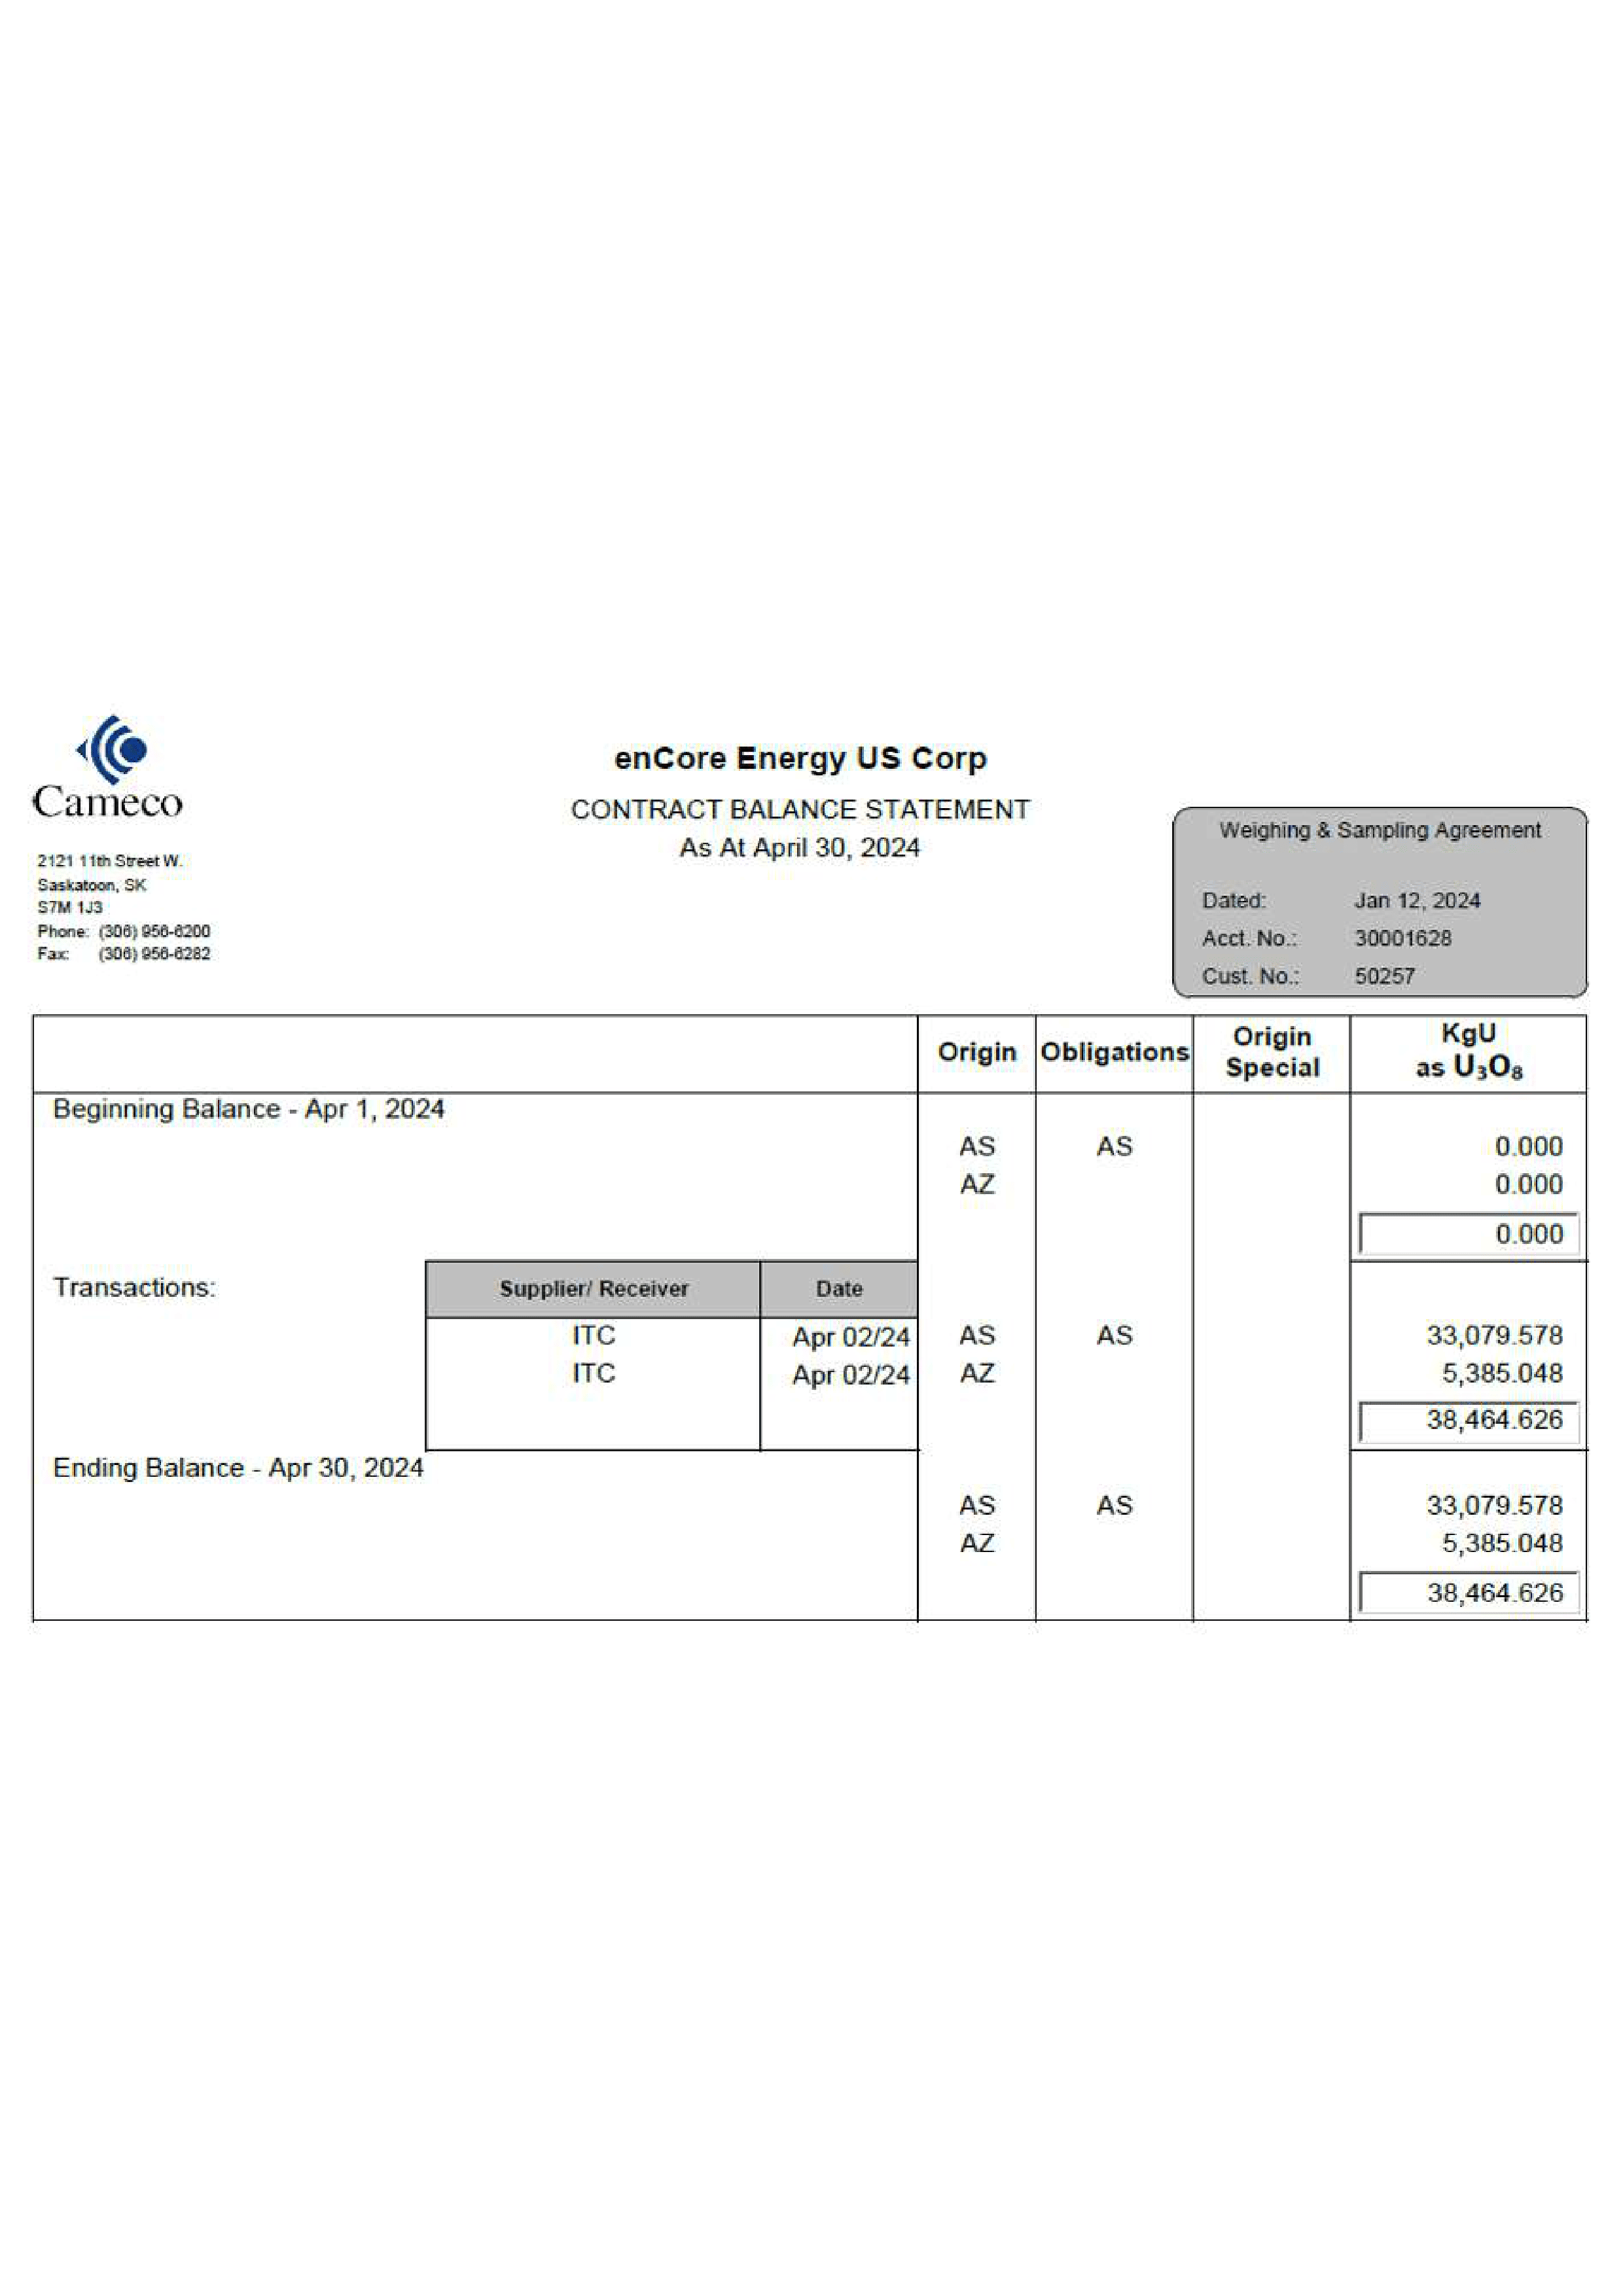 Cameco
2121 11th Street W.
Saskatoon, SK
S7M 1J3
Phone: (306) 956-6200
Fax: (306) 956-6282
enCore Energy US Corp
CONTRACT BALANCE STATEMENT
As At April 30, 2024
Weighing & Sampling Agreement
Dated: Jan 12, 2024
Acct. No.: 30001628
Cust. No.: 50257
Origin Obligations Origin Special KgU as U₃O₈
Beginning Balance - Apr 1, 2024
AS AS 0.000
AZ 0.000
0.000
Transactions: Supplier/ Receiver Date
ITC Apr 02/24 AS AS 33,079.578
ITC Apr 02/24 AZ 5,385.048
38,464.626
Ending Balance - Apr 30, 2024
AS AS 33,079.578
AZ 5,385.048
38,464.626